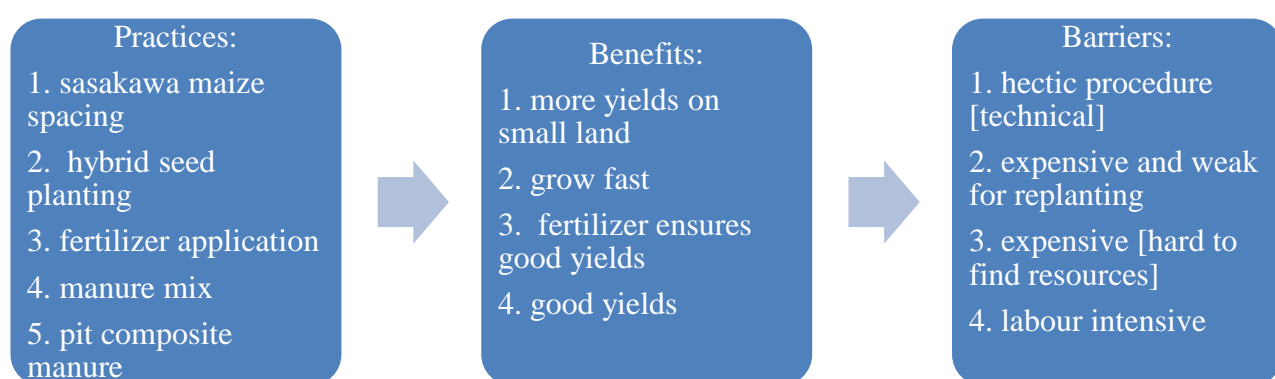 Practices:
1. sasakawa maize
spacing
2. hybrid seed
planting
3. fertilizer application
4. manure mix
5. pit composite
manure
Benefits:
1. more yields on
small land
2. grow fast
3. fertilizer ensures
good yields
4. good yields
Barriers:
1. hectic procedure
[technical]
2. expensive and weak
for replanting
3. expensive [hard to
find resources]
4. labour intensive